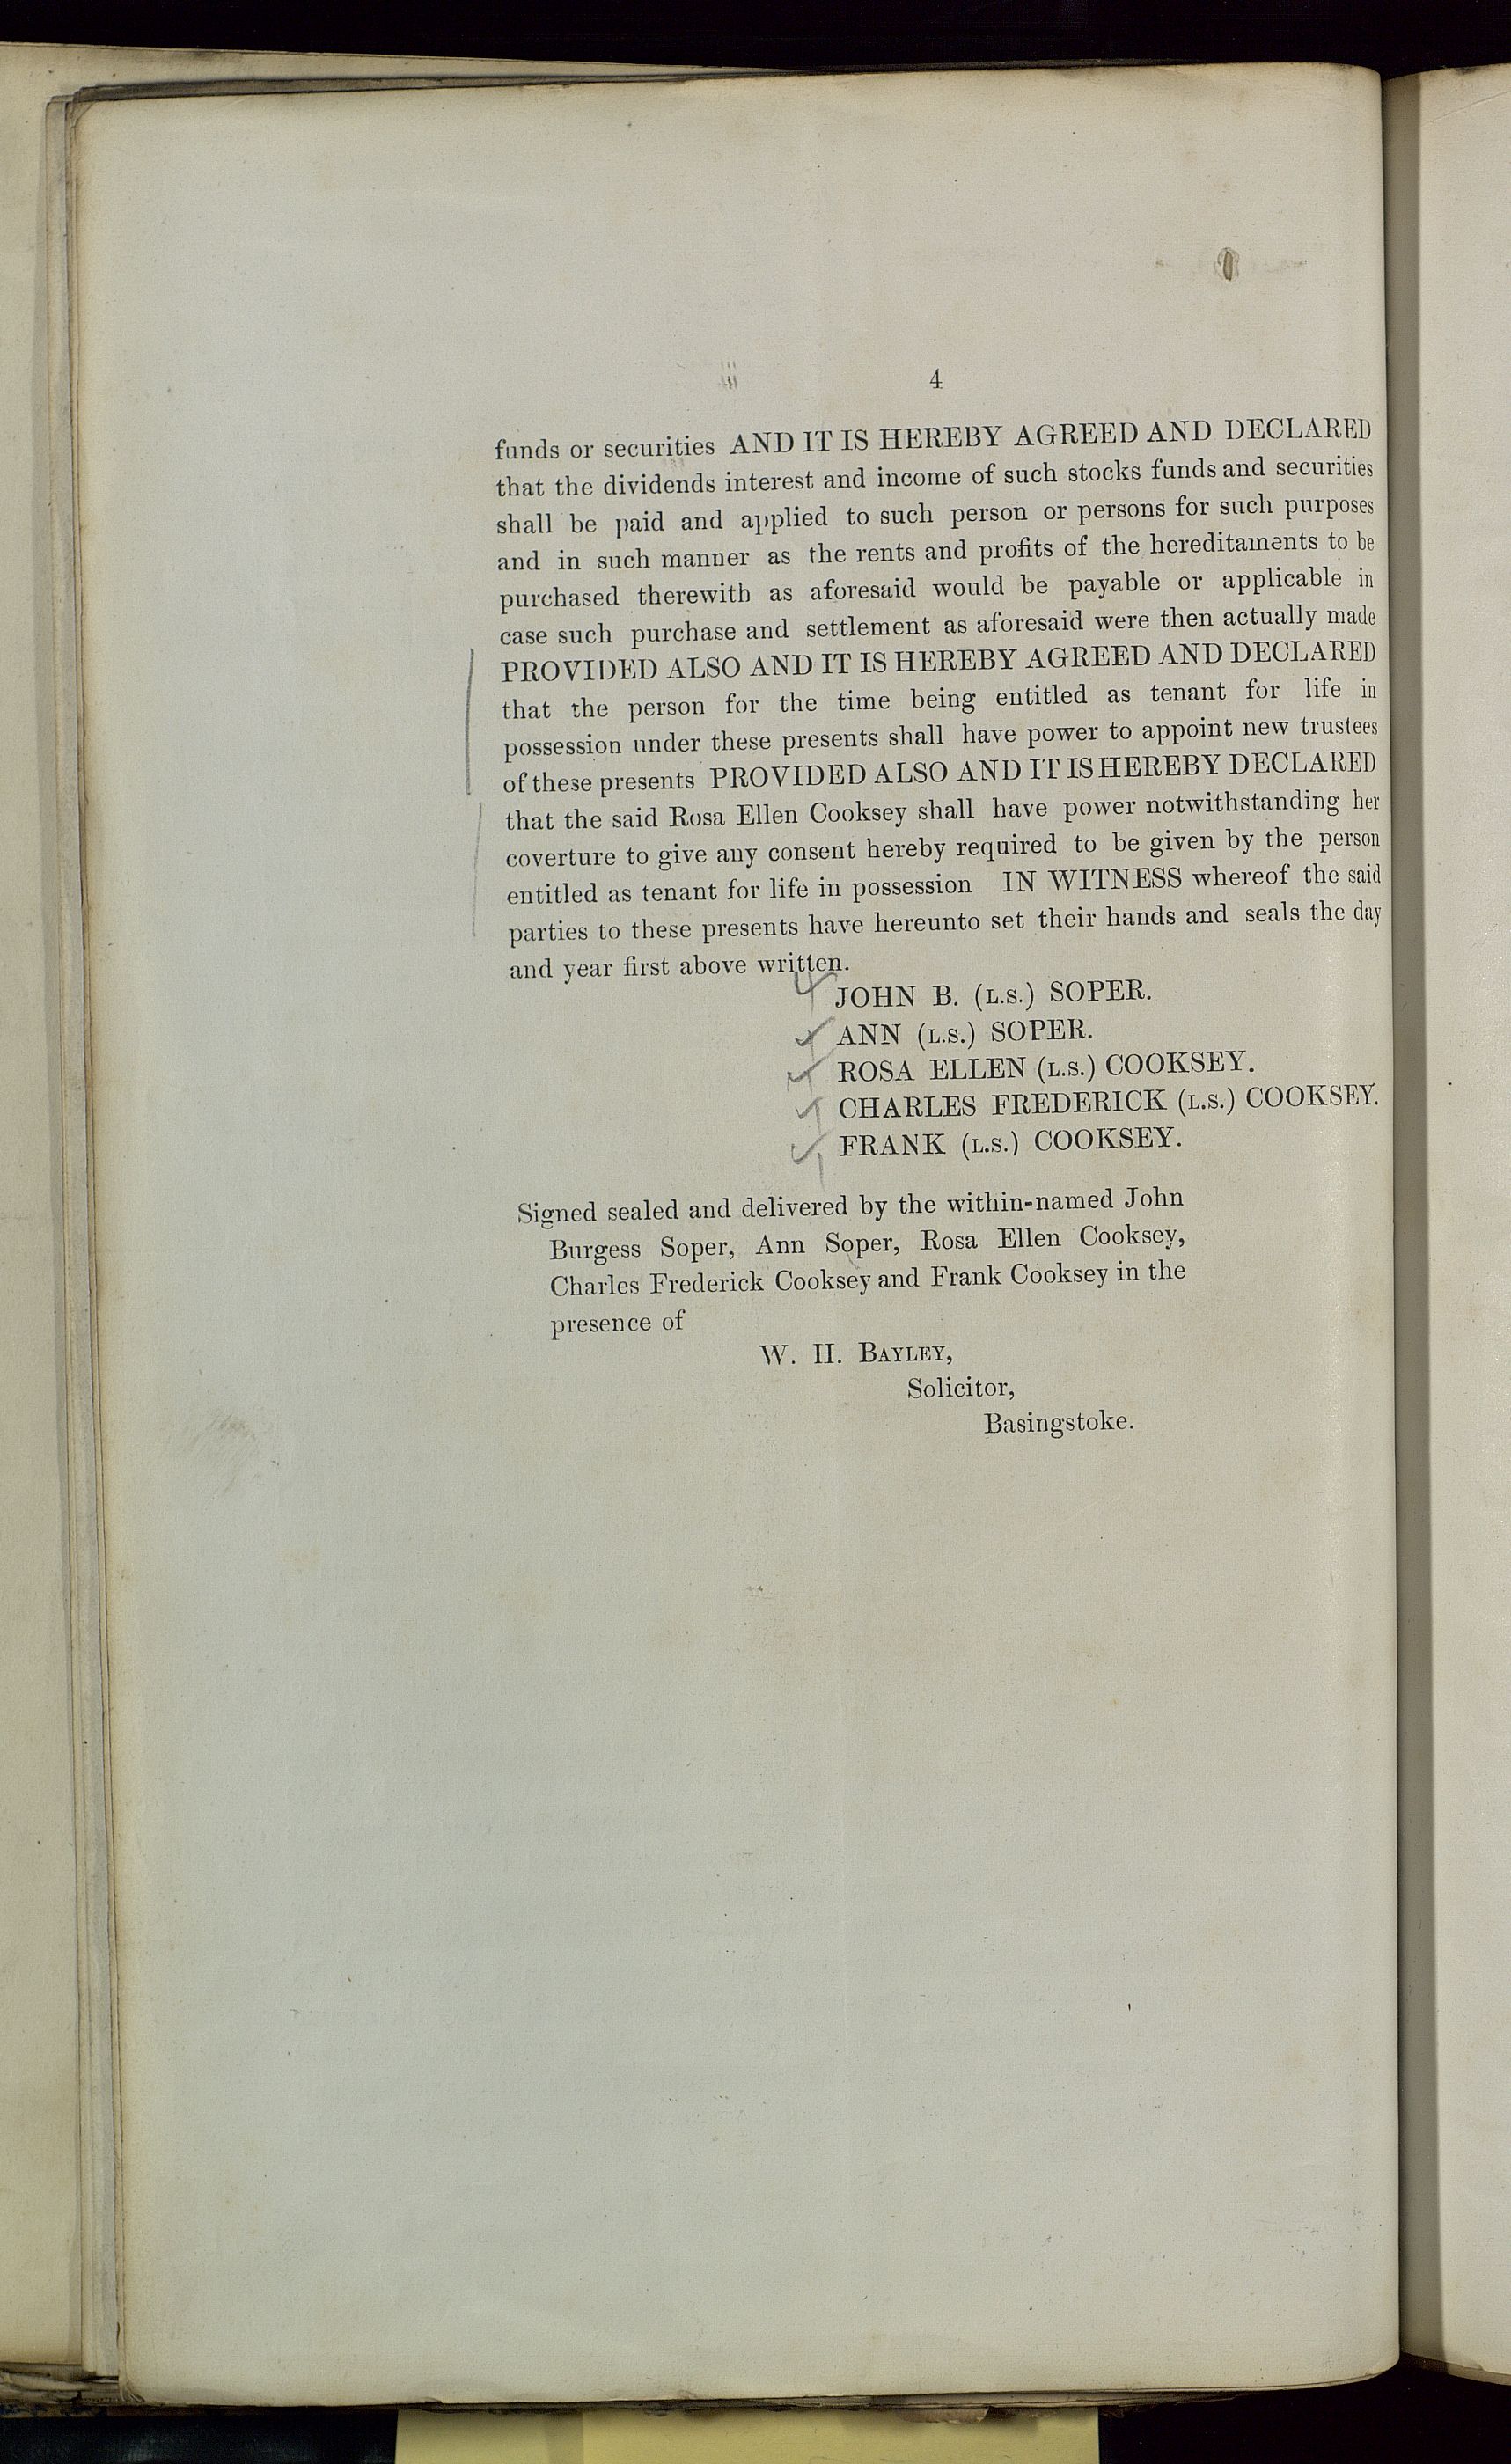 4
funds or securities AND IT IS HEREBY AGREED AND DECLARED
that the dividends interest and income of such stocks funds and securities
shall be paid and applied to such person or persons for such purposes
and in such manner as the rents and profits of the hereditaments to be
purchased therewith as aforesaid would be payable or applicable in
case such purchase and settlement as aforesaid were then actually made
PROVIDED ALSO AND IT IS HEREBY AGREED AND DECLARED
that the person for the time being entitled as tenant for life in
possession under these presents shall have power to appoint new trustees
of these presents PROVIDED ALSO AND IT IS HEREBY DECLARED
that the said Rosa Ellen Cooksey shall have power notwithstanding her
coverture to give any consent hereby required to be given by the person
entitled as tenant for life in possession IN WITNESS whereof the said
parties to these presents have hereunto set their hands and seals the day
and year first above written.
JOHN B. (L.S.) SOPER.
ANN (L.S.) SOPER.
ROSA ELLEN (L.S.) COOKSEY.
CHARLES FREDERICK (L.S.) COOKSEY.
FRANK (L.S.) COOKSEY.
Signed sealed and delivered by the within-named John
Burgess Soper, Ann Soper, Rosa Ellen Cooksey,
Charles Frederick Cooksey and Frank Cooksey in the
presence of
W. H. BAYLEY,
Solicitor,
Basingstoke.